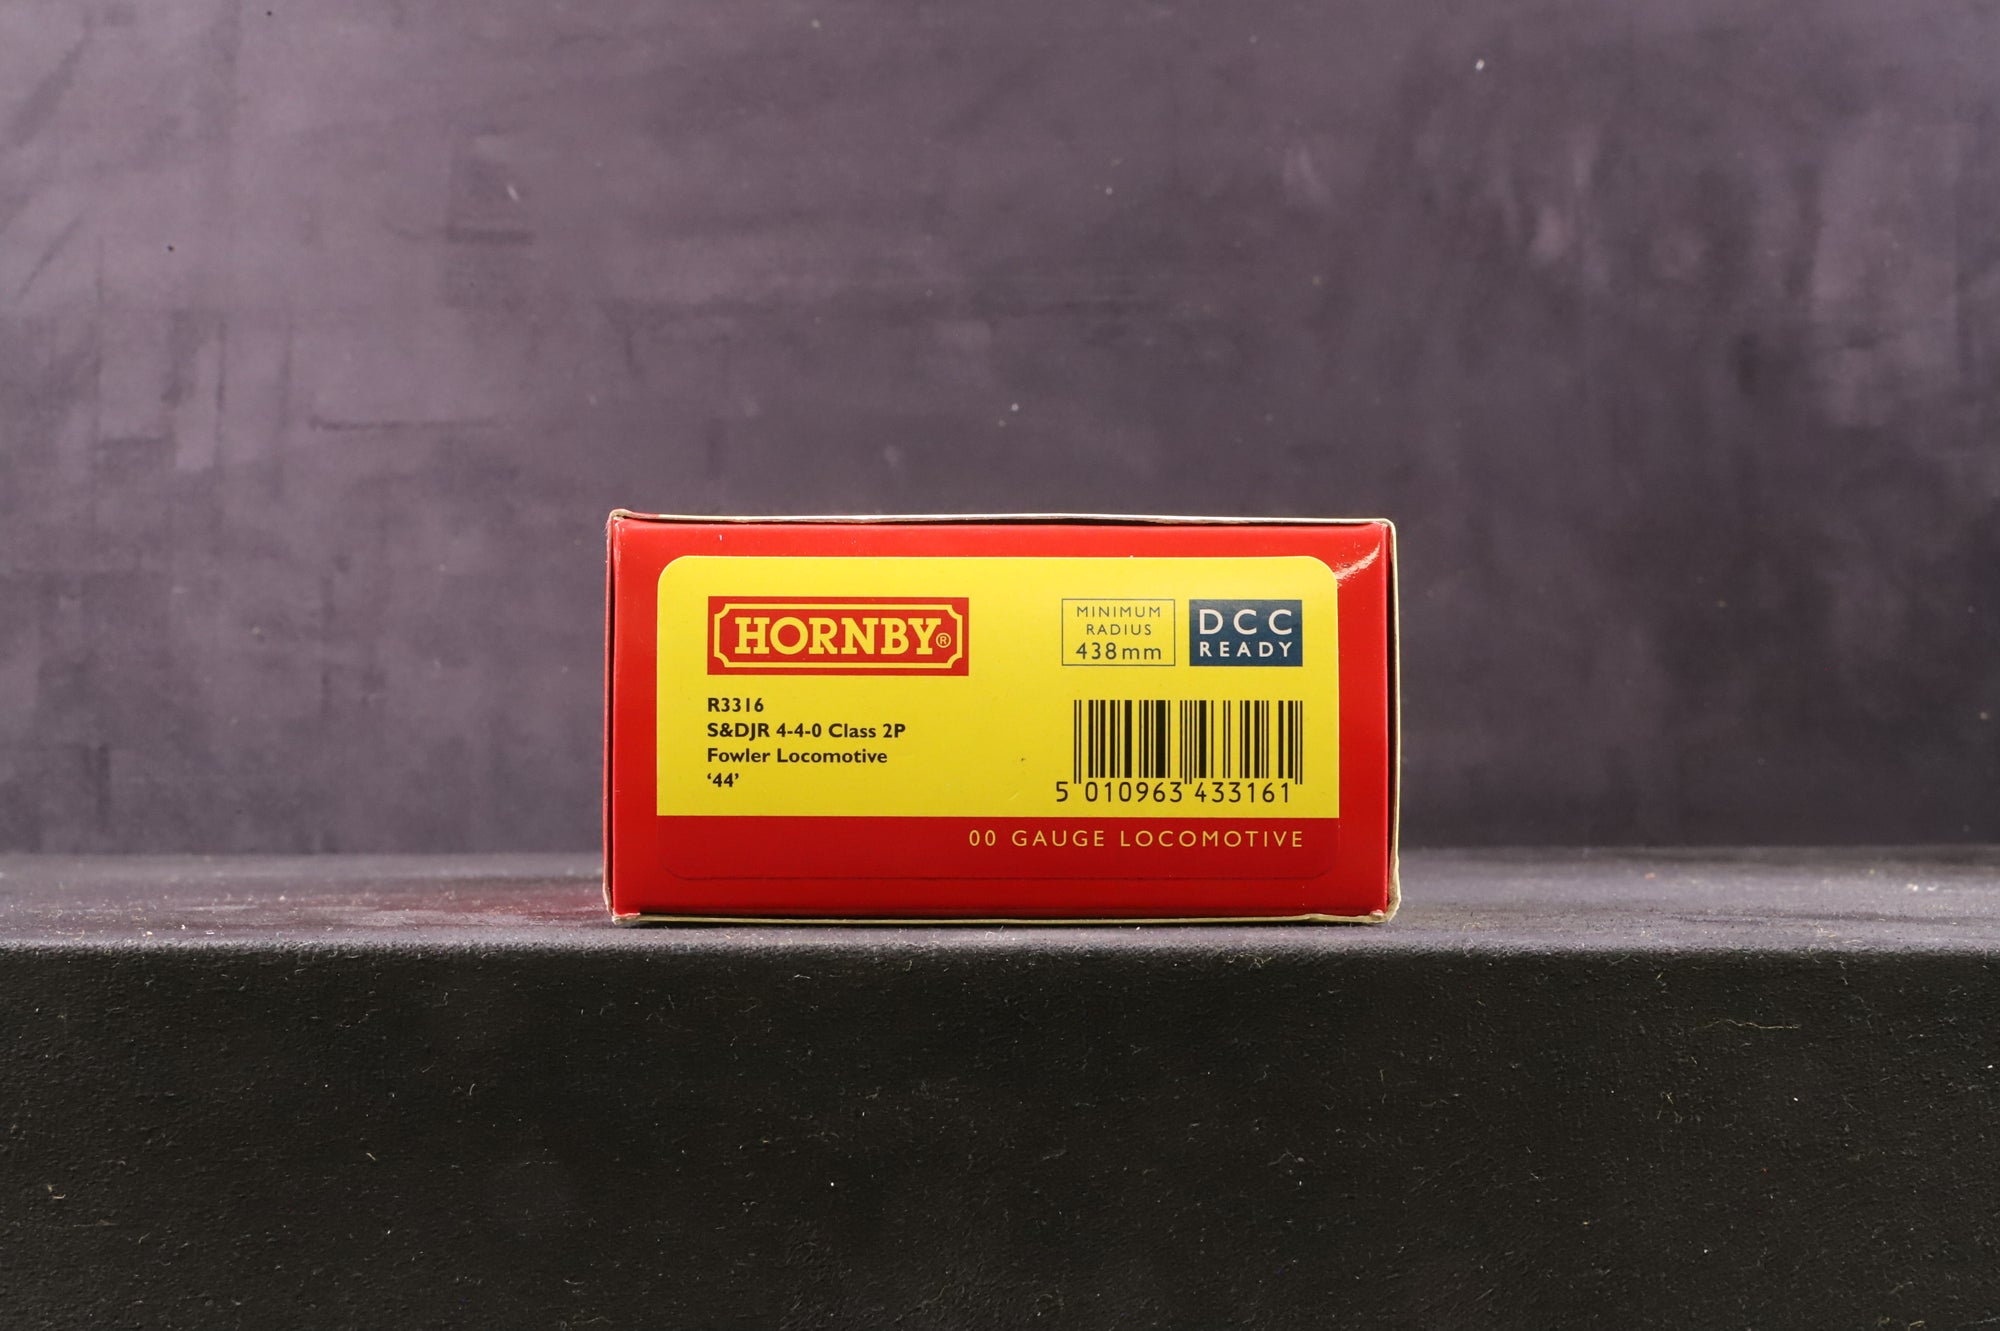 HORNBY®
MINIMUM
RADIUS
438mm
DCC
READY
R3316
S&DJR 4-4-0 Class 2P
Fowler Locomotive
‘44’
5 010963 433161
00 GAUGE LOCOMOTIVE